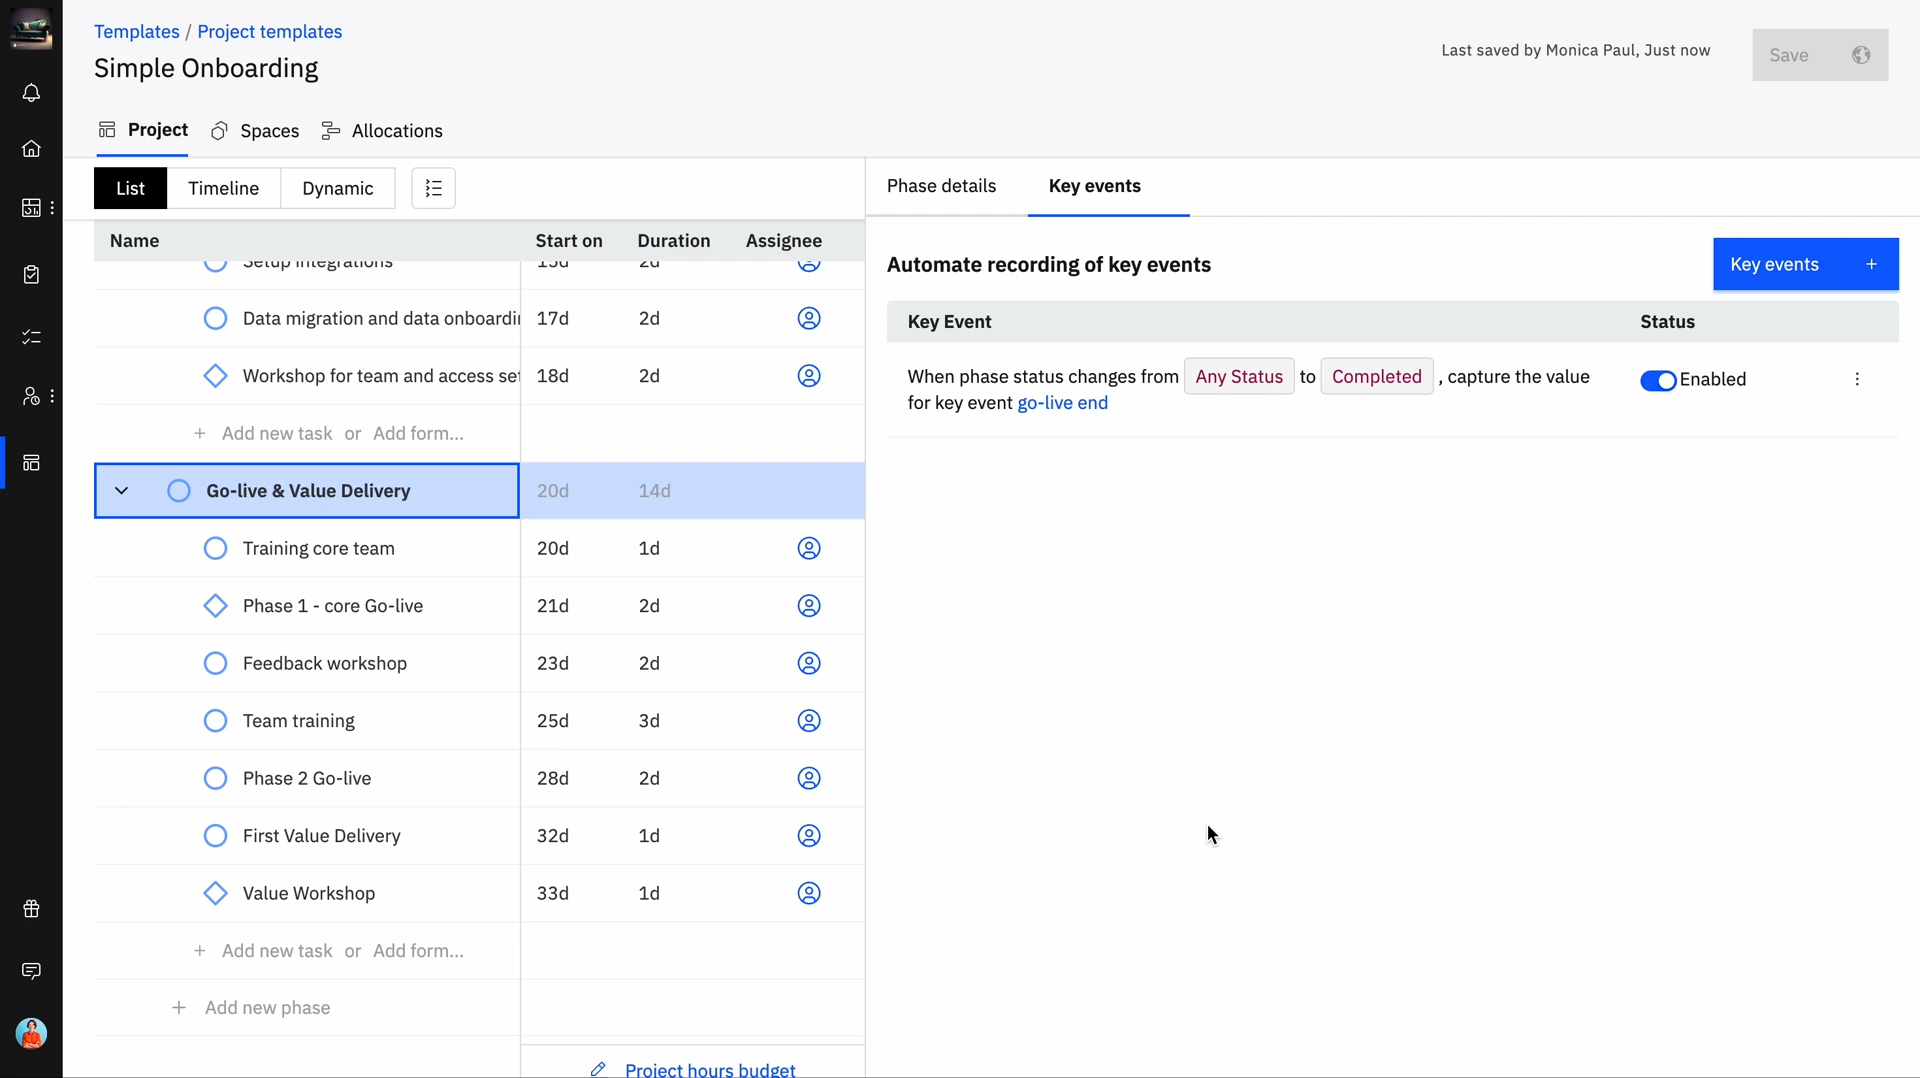 Templates / Project templates
Simple Onboarding
Last saved by Monica Paul, Just now
Save
Project
Spaces
Allocations
List
Timeline
Dynamic
Phase details
Key events
Name
Start on
Duration
Assignee
Automate recording of key events
Key events +
Setup integrations 15d 2d
Key Event
Status
Data migration and data onboardi 17d 2d
When phase status changes from Any Status to Completed , capture the value
for key event go-live end
Enabled
Workshop for team and access se 18d 2d
+ Add new task or Add form...
Go-live & Value Delivery 20d 14d
Training core team 20d 1d
Phase 1 - core Go-live 21d 2d
Feedback workshop 23d 2d
Team training 25d 3d
Phase 2 Go-live 28d 2d
First Value Delivery 32d 1d
Value Workshop 33d 1d
+ Add new task or Add form...
+ Add new phase
Project hours budget